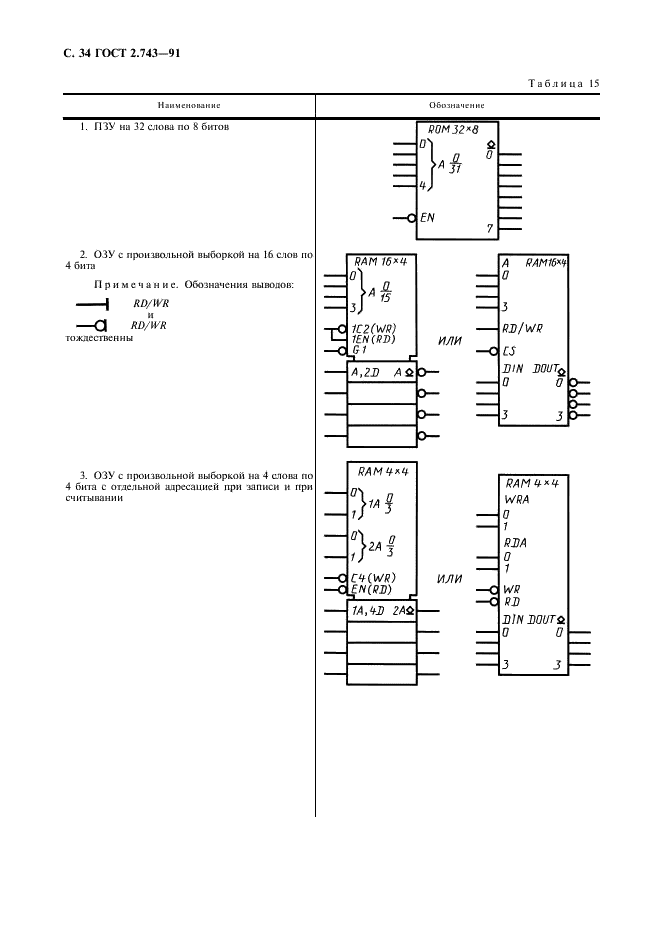 С. 34 ГОСТ 2.743—91
Таблица 15
Наименование
Обозначение
1. ПЗУ на 32 слова по 8 битов
ROM 32×8
0
0
A 0/31
4
EN
7
2. ОЗУ с произвольной выборкой на 16 слов по
4 бита
Примечание. Обозначения выводов:
RD/WR
и
RD/WR
тождественны
RAM 16×4
0
A 0/15
3
1C2(WR)
1EN(RD)
G1
A,2D A
ИЛИ
A RAM16×4
0
3
RD/WR
CS
DIN DOUT
0 0
3 3
3. ОЗУ с произвольной выборкой на 4 слова по
4 бита с отдельной адресацией при записи и при
считывании
RAM 4×4
0
1A 0/3
1
0
2A 0/3
1
C4(WR)
EN(RD)
1A,4D 2A
ИЛИ
RAM 4×4
WRA
0
1
RDA
0
1
WR
RD
DIN DOUT
0 0
3 3